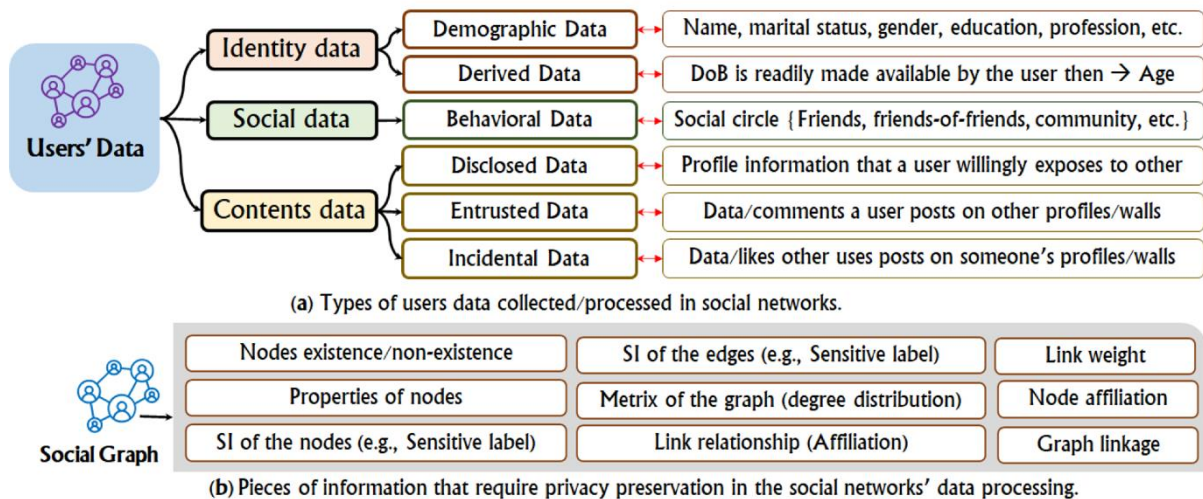 Users' Data
Identity data
Social data
Contents data
Demographic Data
Name, marital status, gender, education, profession, etc.
Derived Data
DoB is readily made available by the user then → Age
Behavioral Data
Social circle {Friends, friends-of-friends, community, etc.}
Disclosed Data
Profile information that a user willingly exposes to other
Entrusted Data
Data/comments a user posts on other profiles/walls
Incidental Data
Data/likes other uses posts on someone's profiles/walls
(a) Types of users data collected/processed in social networks.
Social Graph
Nodes existence/non-existence
SI of the edges (e.g., Sensitive label)
Link weight
Properties of nodes
Metrix of the graph (degree distribution)
Node affiliation
SI of the nodes (e.g., Sensitive label)
Link relationship (Affiliation)
Graph linkage
(b) Pieces of information that require privacy preservation in the social networks' data processing.